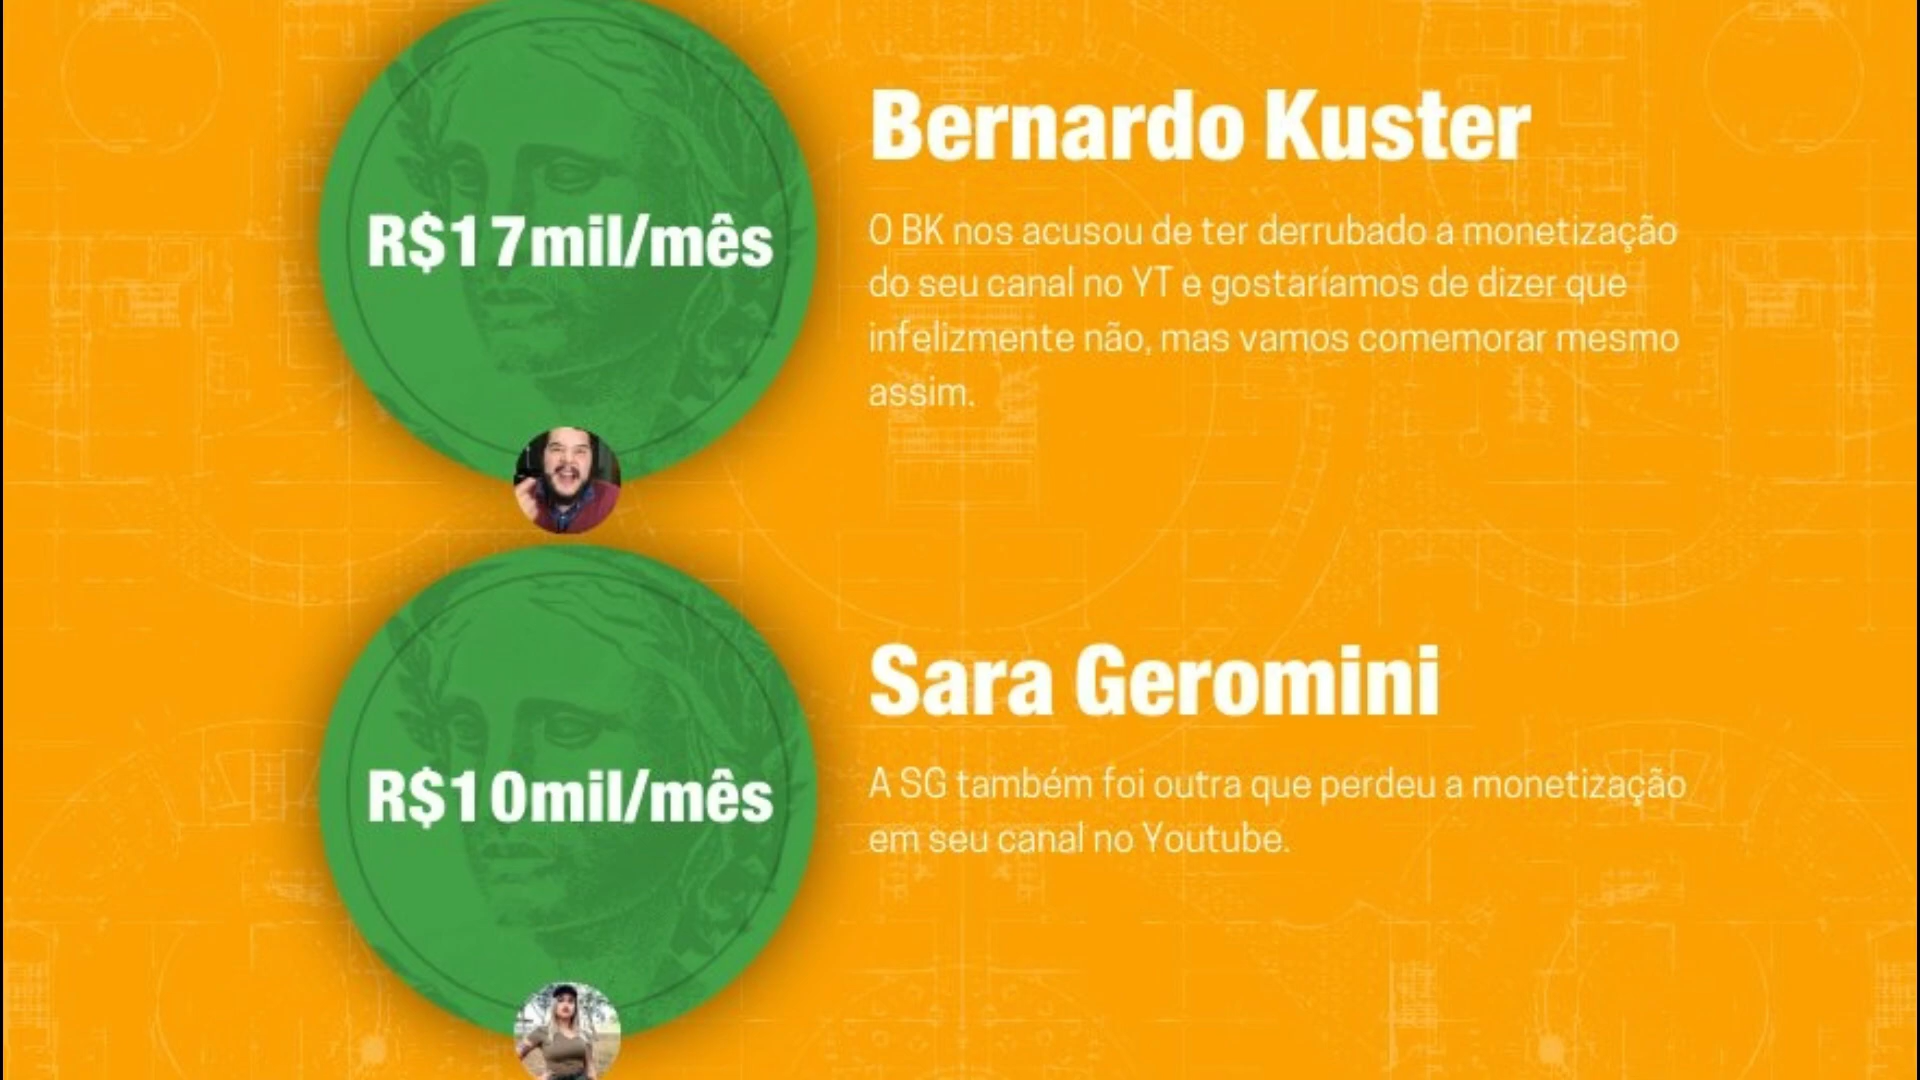 R$17mil/mês
Bernardo Kuster
O BK nos acusou de ter derrubado a monetização
do seu canal no YT e gostaríamos de dizer que
infelizmente não, mas vamos comemorar mesmo
assim.
R$10mil/mês
Sara Geromini
A SG também foi outra que perdeu a monetização
em seu canal no Youtube.